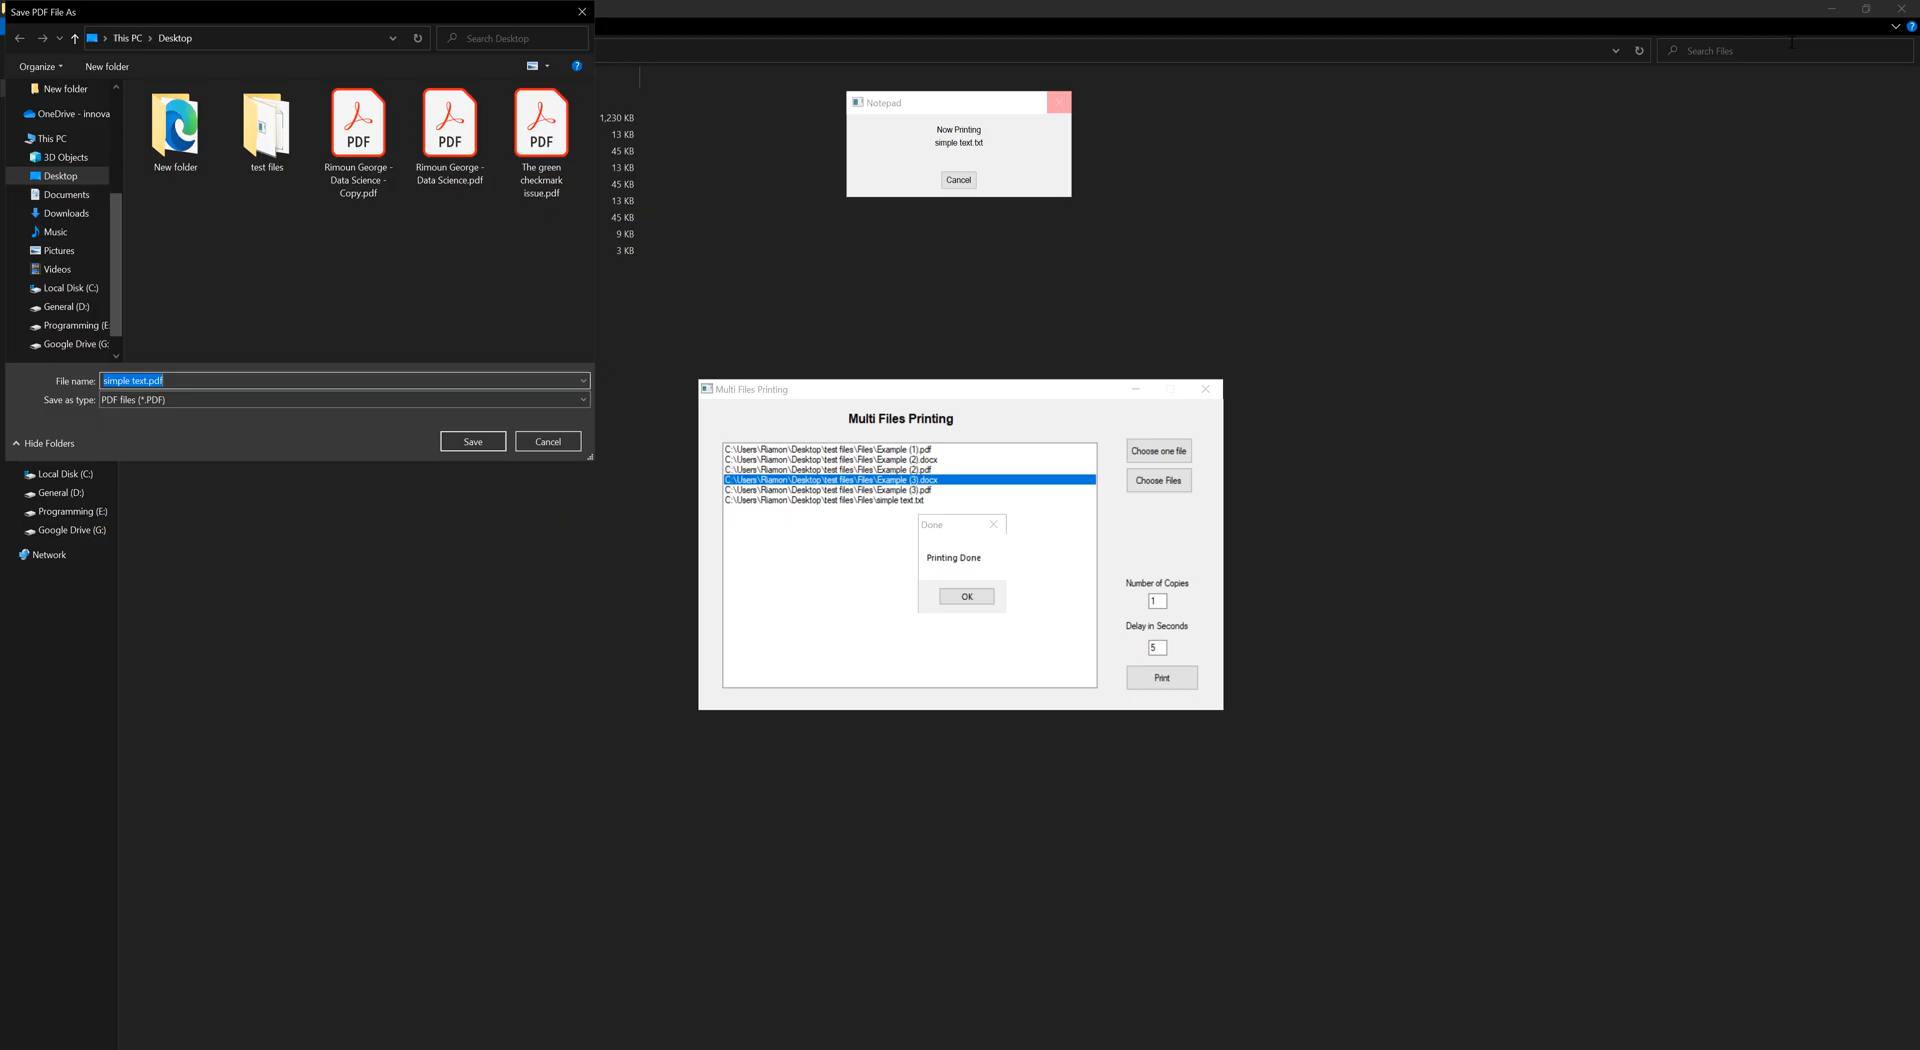 Save PDF File As
This PC
Desktop
Search Desktop
Organize
New folder
New folder
OneDrive - innova
This PC
3D Objects
Desktop
Documents
Downloads
Music
Pictures
Videos
Local Disk (C:)
General (D:)
Programming (E:
Google Drive (G:
New folder
test files
PDF
Rimoun George -
Data Science -
Copy.pdf
PDF
Rimoun George -
Data Science.pdf
PDF
The green
checkmark
issue.pdf
File name:
simple text.pdf
Save as type:
PDF files (*.PDF)
Hide Folders
Save
Cancel
Local Disk (C:)
General (D:)
Programming (E:)
Google Drive (G:)
Network
Search Files
1,230 KB
13 KB
45 KB
13 KB
45 KB
13 KB
45 KB
9 KB
3 KB
Notepad
Now Printing
simple text.txt
Cancel
Multi Files Printing
Multi Files Printing
C:\Users\Riamon\Desktop\test files\Files\Example (1).pdf
C:\Users\Riamon\Desktop\test files\Files\Example (2).docx
C:\Users\Riamon\Desktop\test files\Files\Example (2).pdf
C:\Users\Riamon\Desktop\test files\Files\Example (3).docx
C:\Users\Riamon\Desktop\test files\Files\Example (3).pdf
C:\Users\Riamon\Desktop\test files\Files\simple text.txt
Done
Printing Done
OK
Choose one file
Choose Files
Number of Copies
1
Delay in Seconds
5
Print